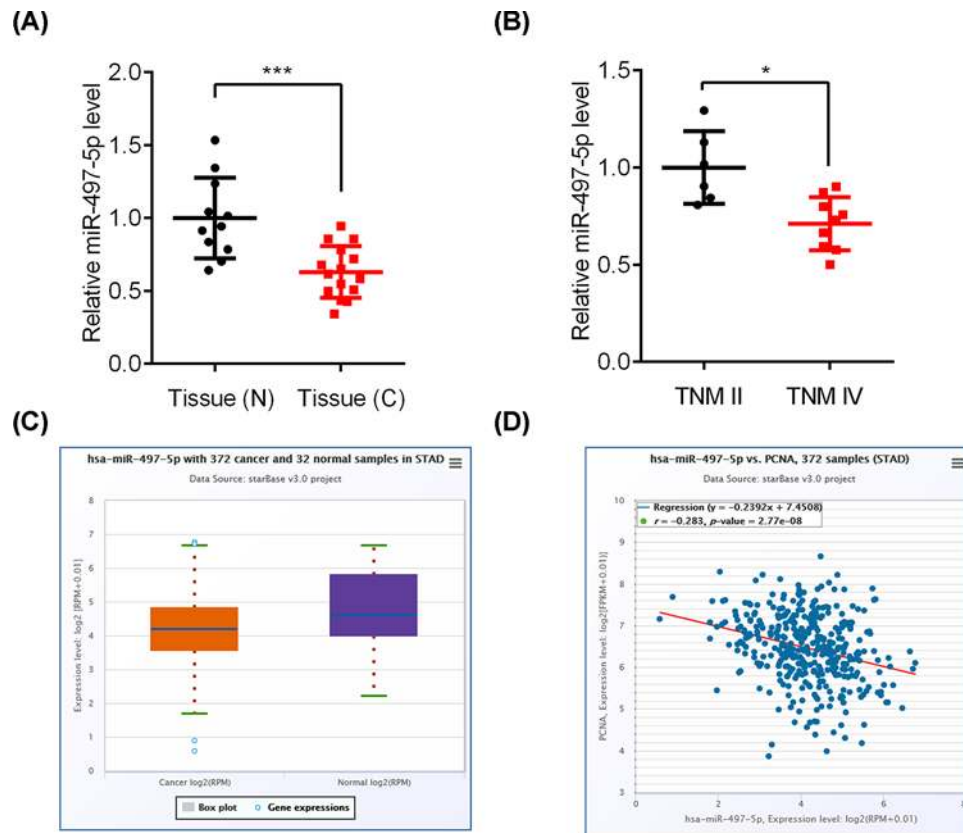 (A)
Relative miR-497-5p level
2.0
1.5
1.0
0.5
0.0
***
Tissue (N) Tissue (C)
(B)
Relative miR-497-5p level
1.5
1.0
0.5
0.0
*
TNM II TNM IV
(C)
hsa-miR-497-5p with 372 cancer and 32 normal samples in STAD
Data Source: starBase v3.0 project
Expression level: log2 [RPM+0.01)
8
7
6
5
4
3
2
1
0
Cancer log2(RPM) Normal log2(RPM)
Box plot Gene expressions
(D)
hsa-miR-497-5p vs. PCNA, 372 samples (STAD)
Data Source: starBase v3.0 project
Regression (y = −0.2392x + 7.4508)
r = −0.283, p-value = 2.77e-08
PCNA, Expression level: log2[FPKM+0.01)]
10
9
8
7
6
5
4
3
0 2 4 6 8
hsa-miR-497-5p, Expression level: log2(RPM+0.01)